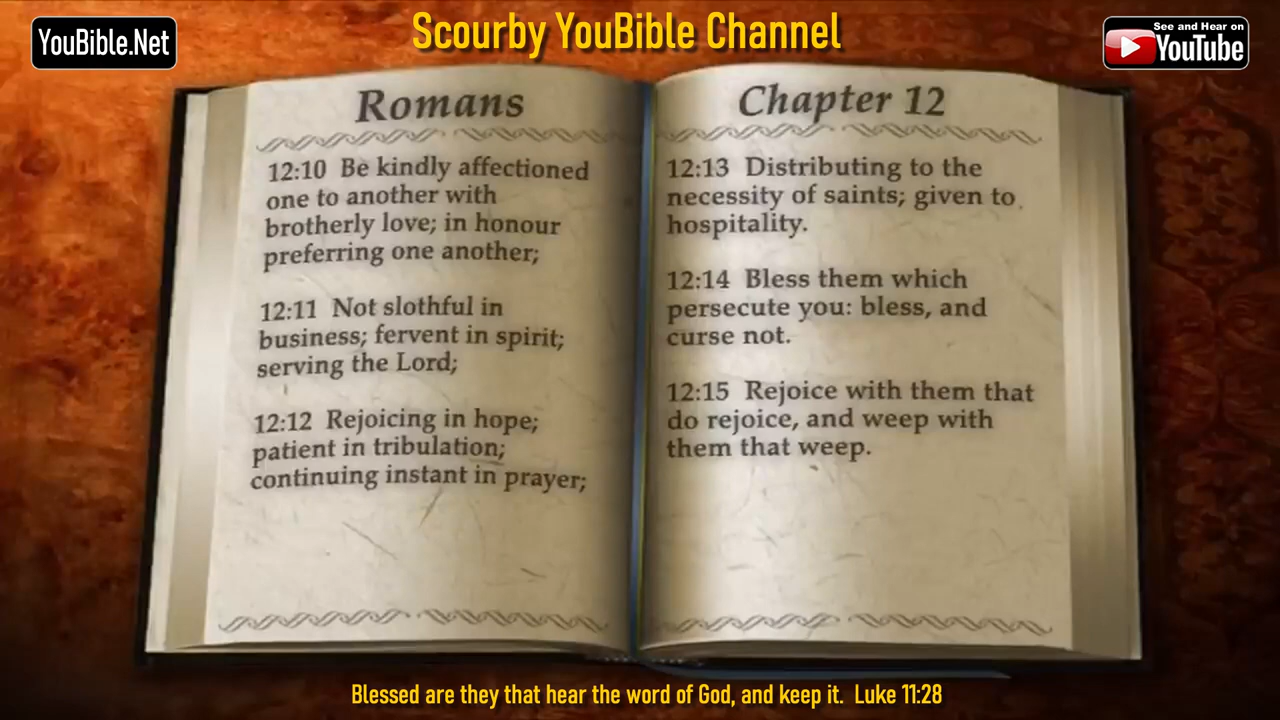 YouBible.Net
Scourby YouBible Channel
See and Hear on
YouTube
Romans
12:10 Be kindly affectioned
one to another with
brotherly love; in honour
preferring one another;
12:11 Not slothful in
business; fervent in spirit;
serving the Lord;
12:12 Rejoicing in hope;
patient in tribulation;
continuing instant in prayer;
Chapter 12
12:13 Distributing to the
necessity of saints; given to
hospitality.
12:14 Bless them which
persecute you: bless, and
curse not.
12:15 Rejoice with them that
do rejoice, and weep with
them that weep.
Blessed are they that hear the word of God, and keep it. Luke 11:28